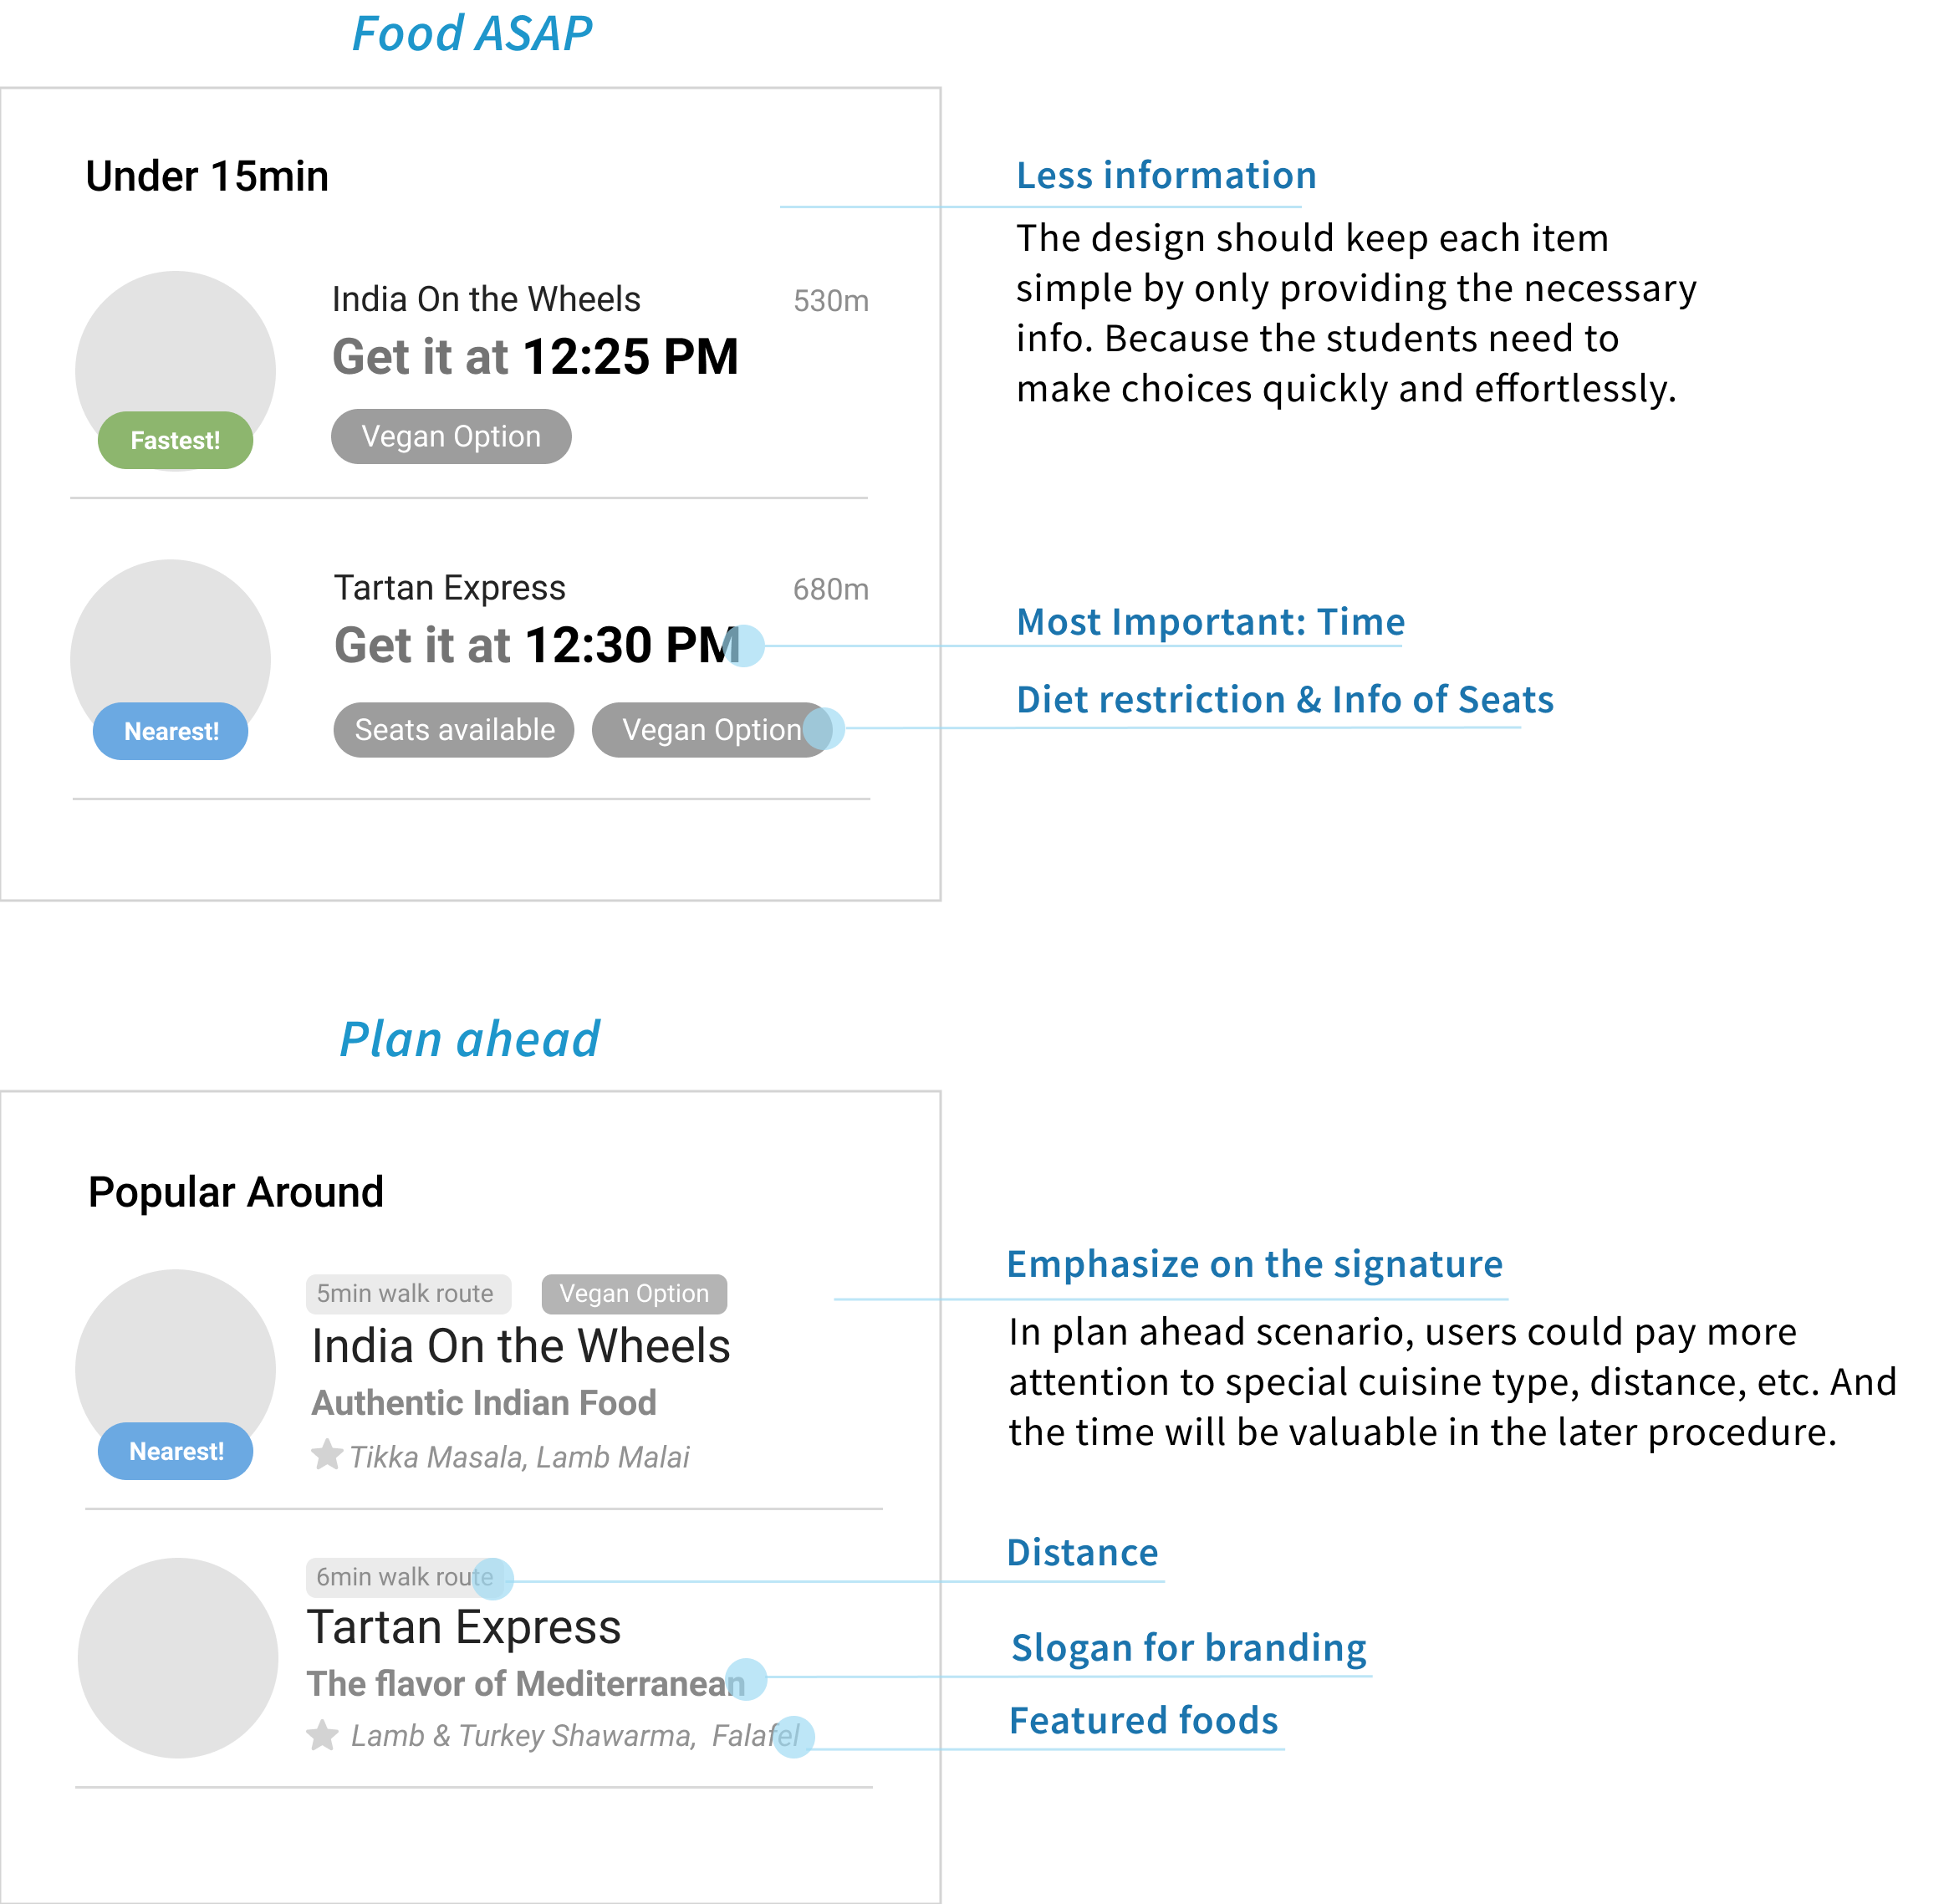 Food ASAP
Under 15min
India On the Wheels
530m
Get it at 12:25 PM
Fastest!
Vegan Option
Tartan Express
680m
Get it at 12:30 PM
Nearest!
Seats available
Vegan Option
Less information
The design should keep each item
simple by only providing the necessary
info. Because the students need to
make choices quickly and effortlessly.
Most Important: Time
Diet restriction & Info of Seats
Plan ahead
Popular Around
5min walk route
Vegan Option
India On the Wheels
Authentic Indian Food
Nearest!
Tikka Masala, Lamb Malai
6min walk route
Tartan Express
The flavor of Mediterranean
Lamb & Turkey Shawarma, Falafel
Emphasize on the signature
In plan ahead scenario, users could pay more
attention to special cuisine type, distance, etc. And
the time will be valuable in the later procedure.
Distance
Slogan for branding
Featured foods